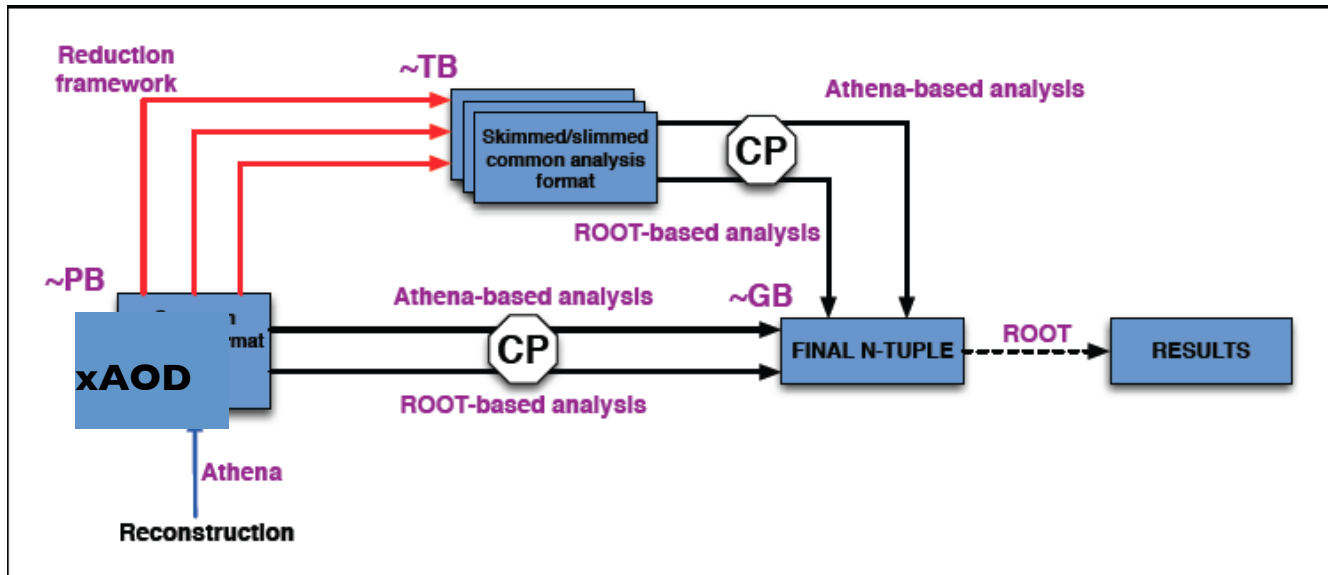 Reduction
framework
~TB
Athena-based analysis
Skimmed/slimmed
common analysis
format
CP
ROOT-based analysis
~PB
Athena-based analysis
~GB
xAOD
CP
FINAL N-TUPLE
ROOT
RESULTS
ROOT-based analysis
Athena
Reconstruction